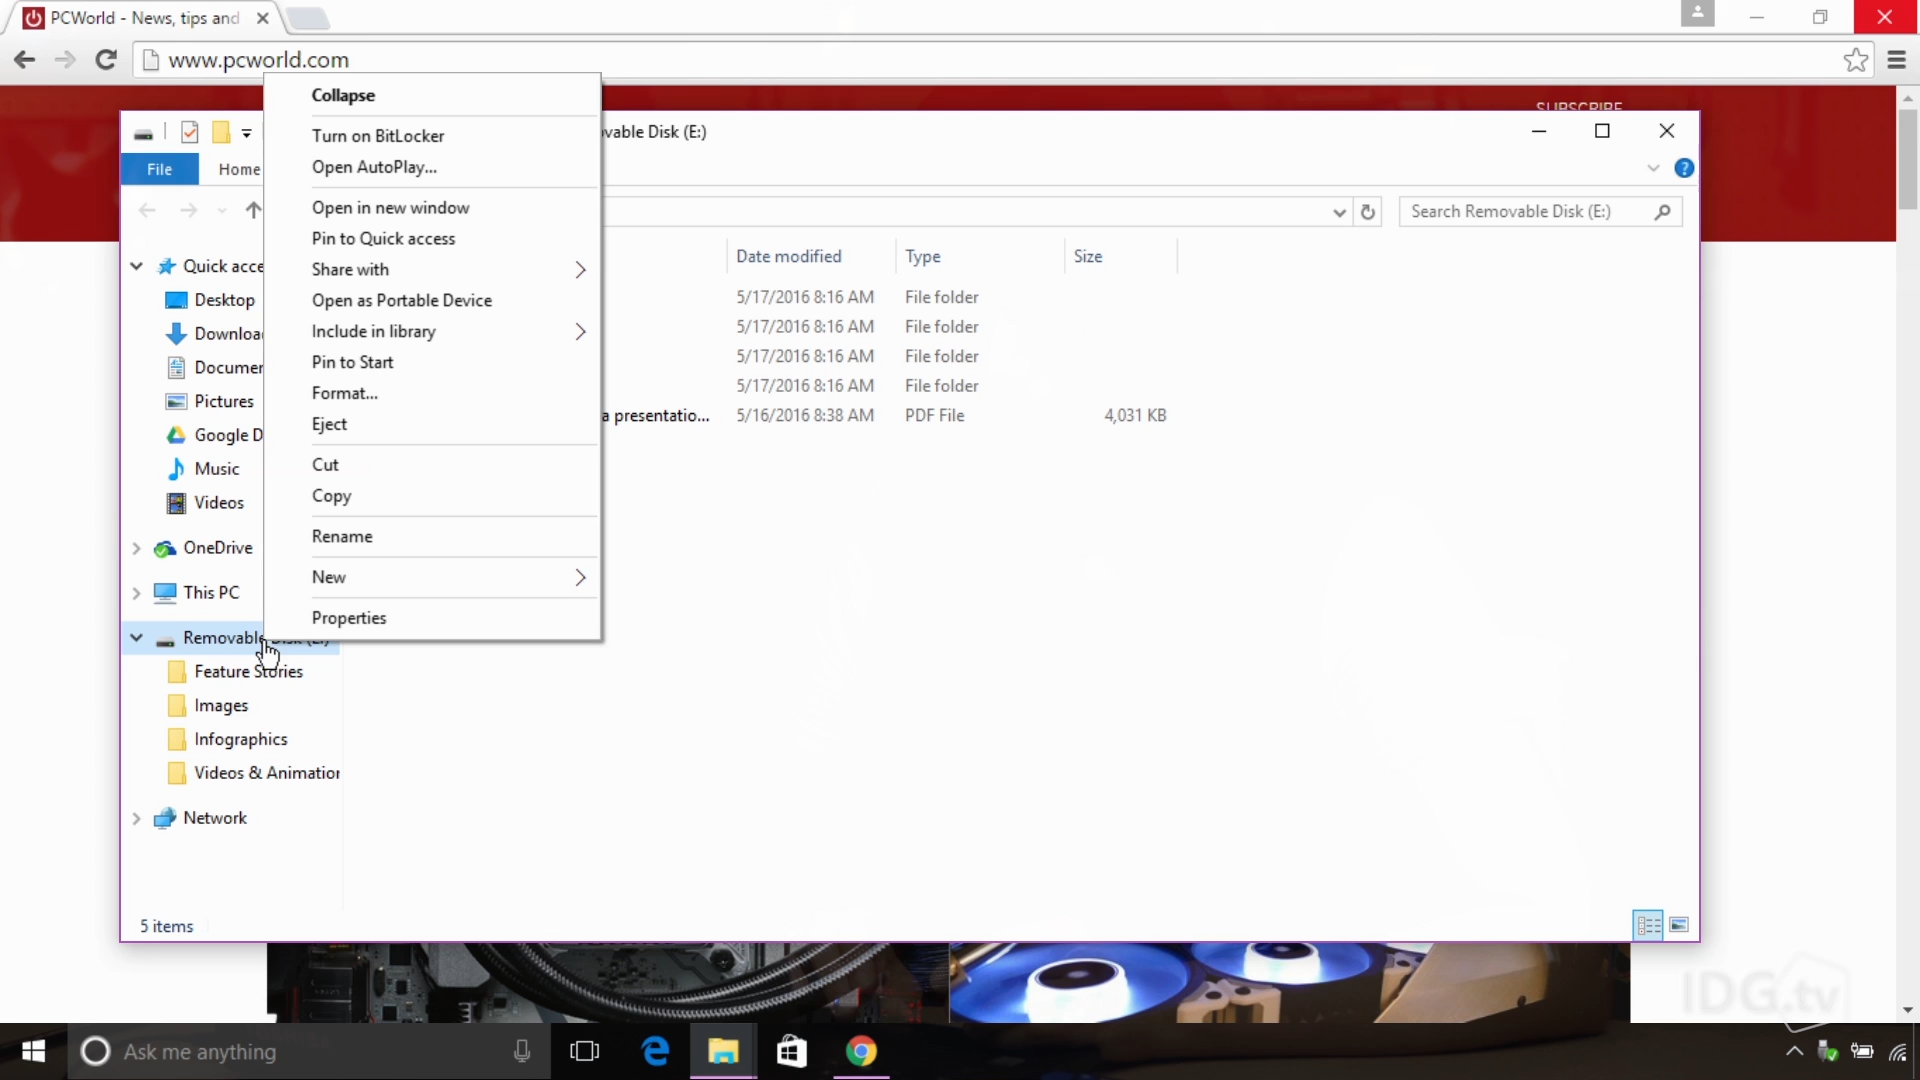 PCWorld - News, tips and
www.pcworld.com
SUBSCRIBE
Collapse
Turn on BitLocker
Open AutoPlay...
Open in new window
Pin to Quick access
Share with
Open as Portable Device
Include in library
Pin to Start
Format...
Eject
Cut
Copy
Rename
New
Properties
vable Disk (E:)
File
Home
Search Removable Disk (E:)
Date modified
Type
Size
5/17/2016 8:16 AM File folder
5/17/2016 8:16 AM File folder
5/17/2016 8:16 AM File folder
5/17/2016 8:16 AM File folder
a presentatio... 5/16/2016 8:38 AM PDF File 4,031 KB
Quick acce
Desktop
Downloa
Documen
Pictures
Google D
Music
Videos
OneDrive
This PC
Removable Disk (E:)
Feature Stories
Images
Infographics
Videos & Animation
Network
5 items
IDG.tv
Ask me anything